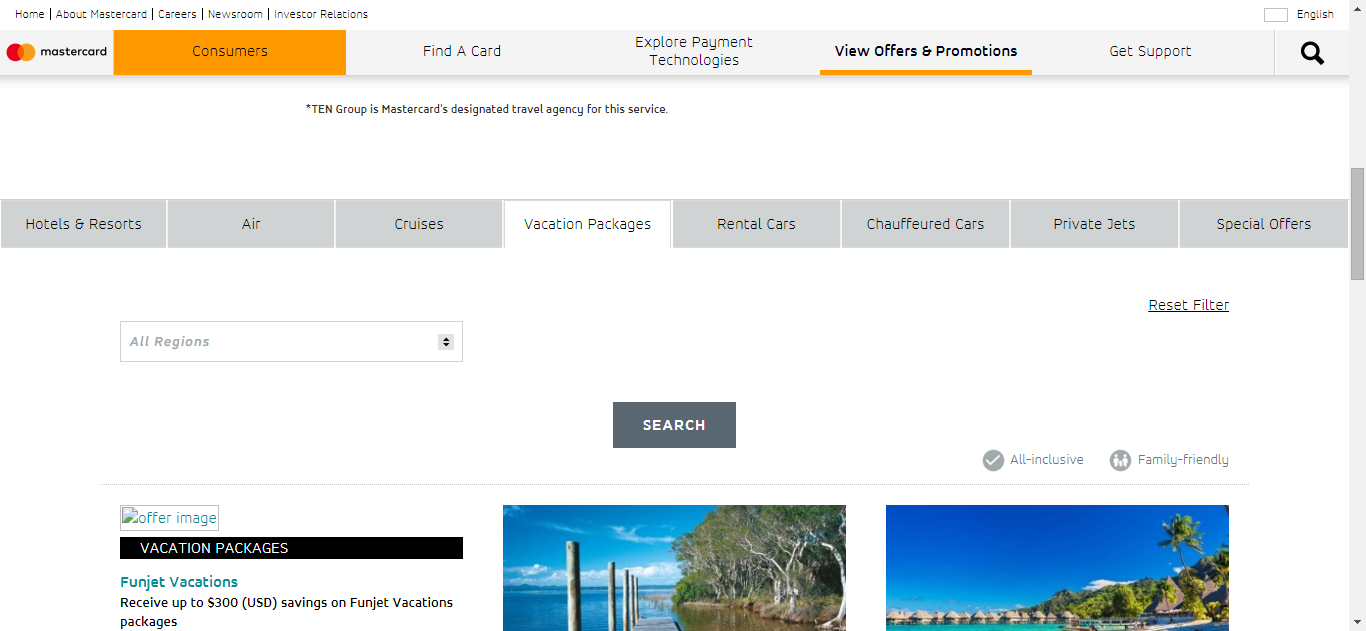 Home | About Mastercard | Careers | Newsroom | Investor Relations
English
mastercard
Consumers
Find A Card
Explore Payment
Technologies
View Offers & Promotions
Get Support
*TEN Group is Mastercard's designated travel agency for this service.
Hotels & Resorts
Air
Cruises
Vacation Packages
Rental Cars
Chauffeured Cars
Private Jets
Special Offers
Reset Filter
All Regions
SEARCH
All-inclusive
Family-friendly
offer image
VACATION PACKAGES
Funjet Vacations
Receive up to $300 (USD) savings on Funjet Vacations
packages